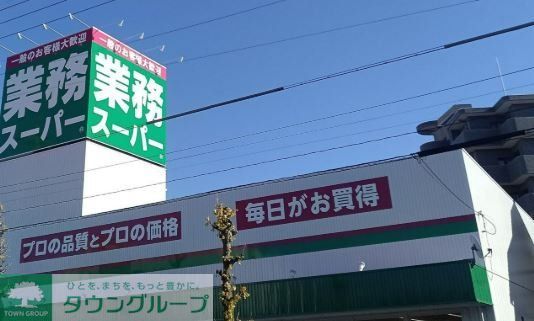 一般のお客様大歓迎
業務
スーパー
一般のお客様大歓迎
業務
スーパー
プロの品質とプロの価格
毎日がお買得
ひとを、まちを、もっと豊かに。
タウングループ
TOWN GROUP